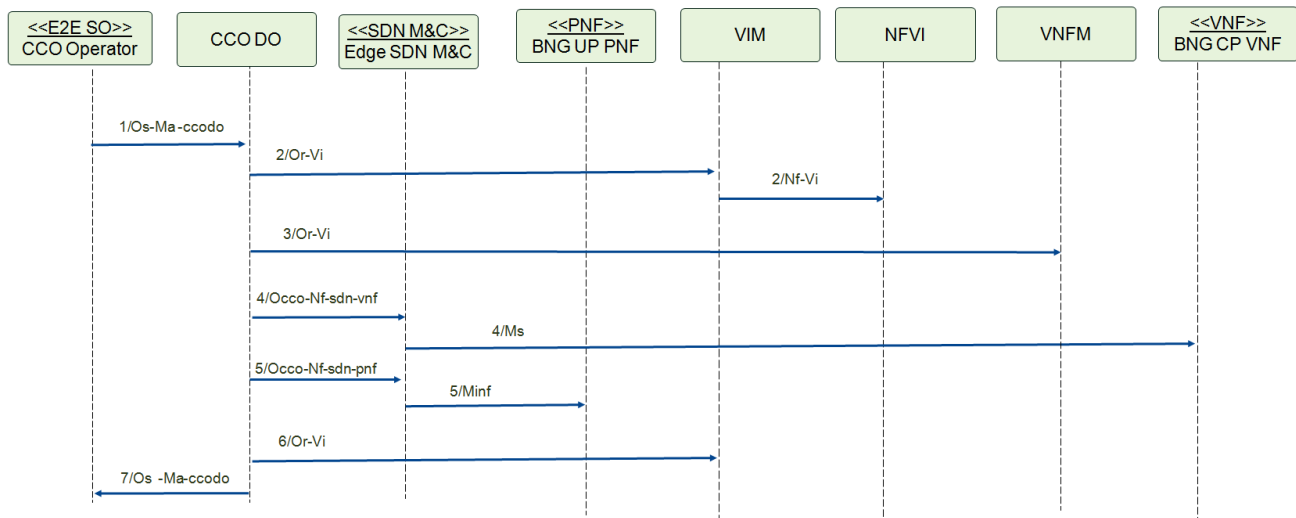 <<E2E SO>>
CCO Operator
CCO DO
<<SDN M&C>>
Edge SDN M&C
<<PNF>>
BNG UP PNF
VIM
NFVI
VNFM
<<VNF>>
BNG CP VNF
1/Os-Ma-ccodo
2/Or-Vi
2/Nf-Vi
3/Or-Vi
4/Occo-Nf-sdn-vnf
4/Ms
5/Occo-Nf-sdn-pnf
5/Minf
6/Or-Vi
7/Os -Ma-ccodo